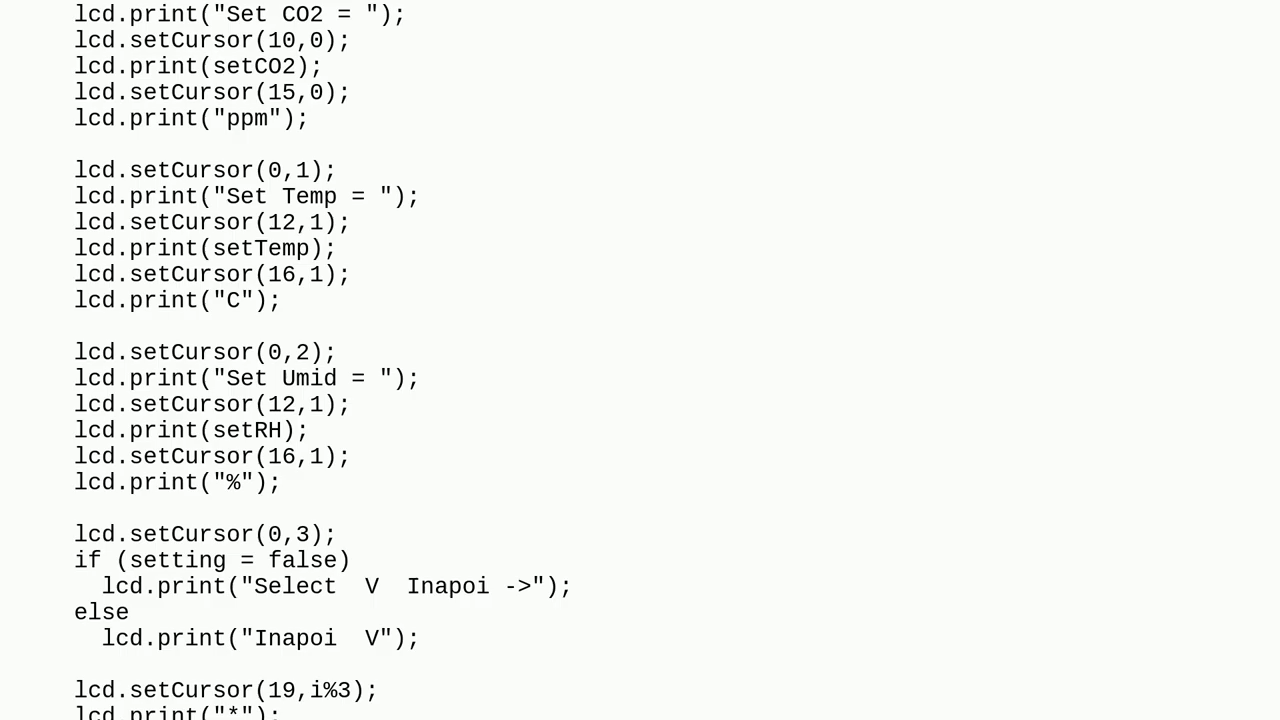 lcd.print("Set CO2 = ");
lcd.setCursor(10,0);
lcd.print(setCO2);
lcd.setCursor(15,0);
lcd.print("ppm");

lcd.setCursor(0,1);
lcd.print("Set Temp = ");
lcd.setCursor(12,1);
lcd.print(setTemp);
lcd.setCursor(16,1);
lcd.print("C");

lcd.setCursor(0,2);
lcd.print("Set Umid = ");
lcd.setCursor(12,1);
lcd.print(setRH);
lcd.setCursor(16,1);
lcd.print("%");

lcd.setCursor(0,3);
if (setting = false)
  lcd.print("Select  V  Inapoi ->");
else
  lcd.print("Inapoi  V");

lcd.setCursor(19,i%3);
lcd.print("*");